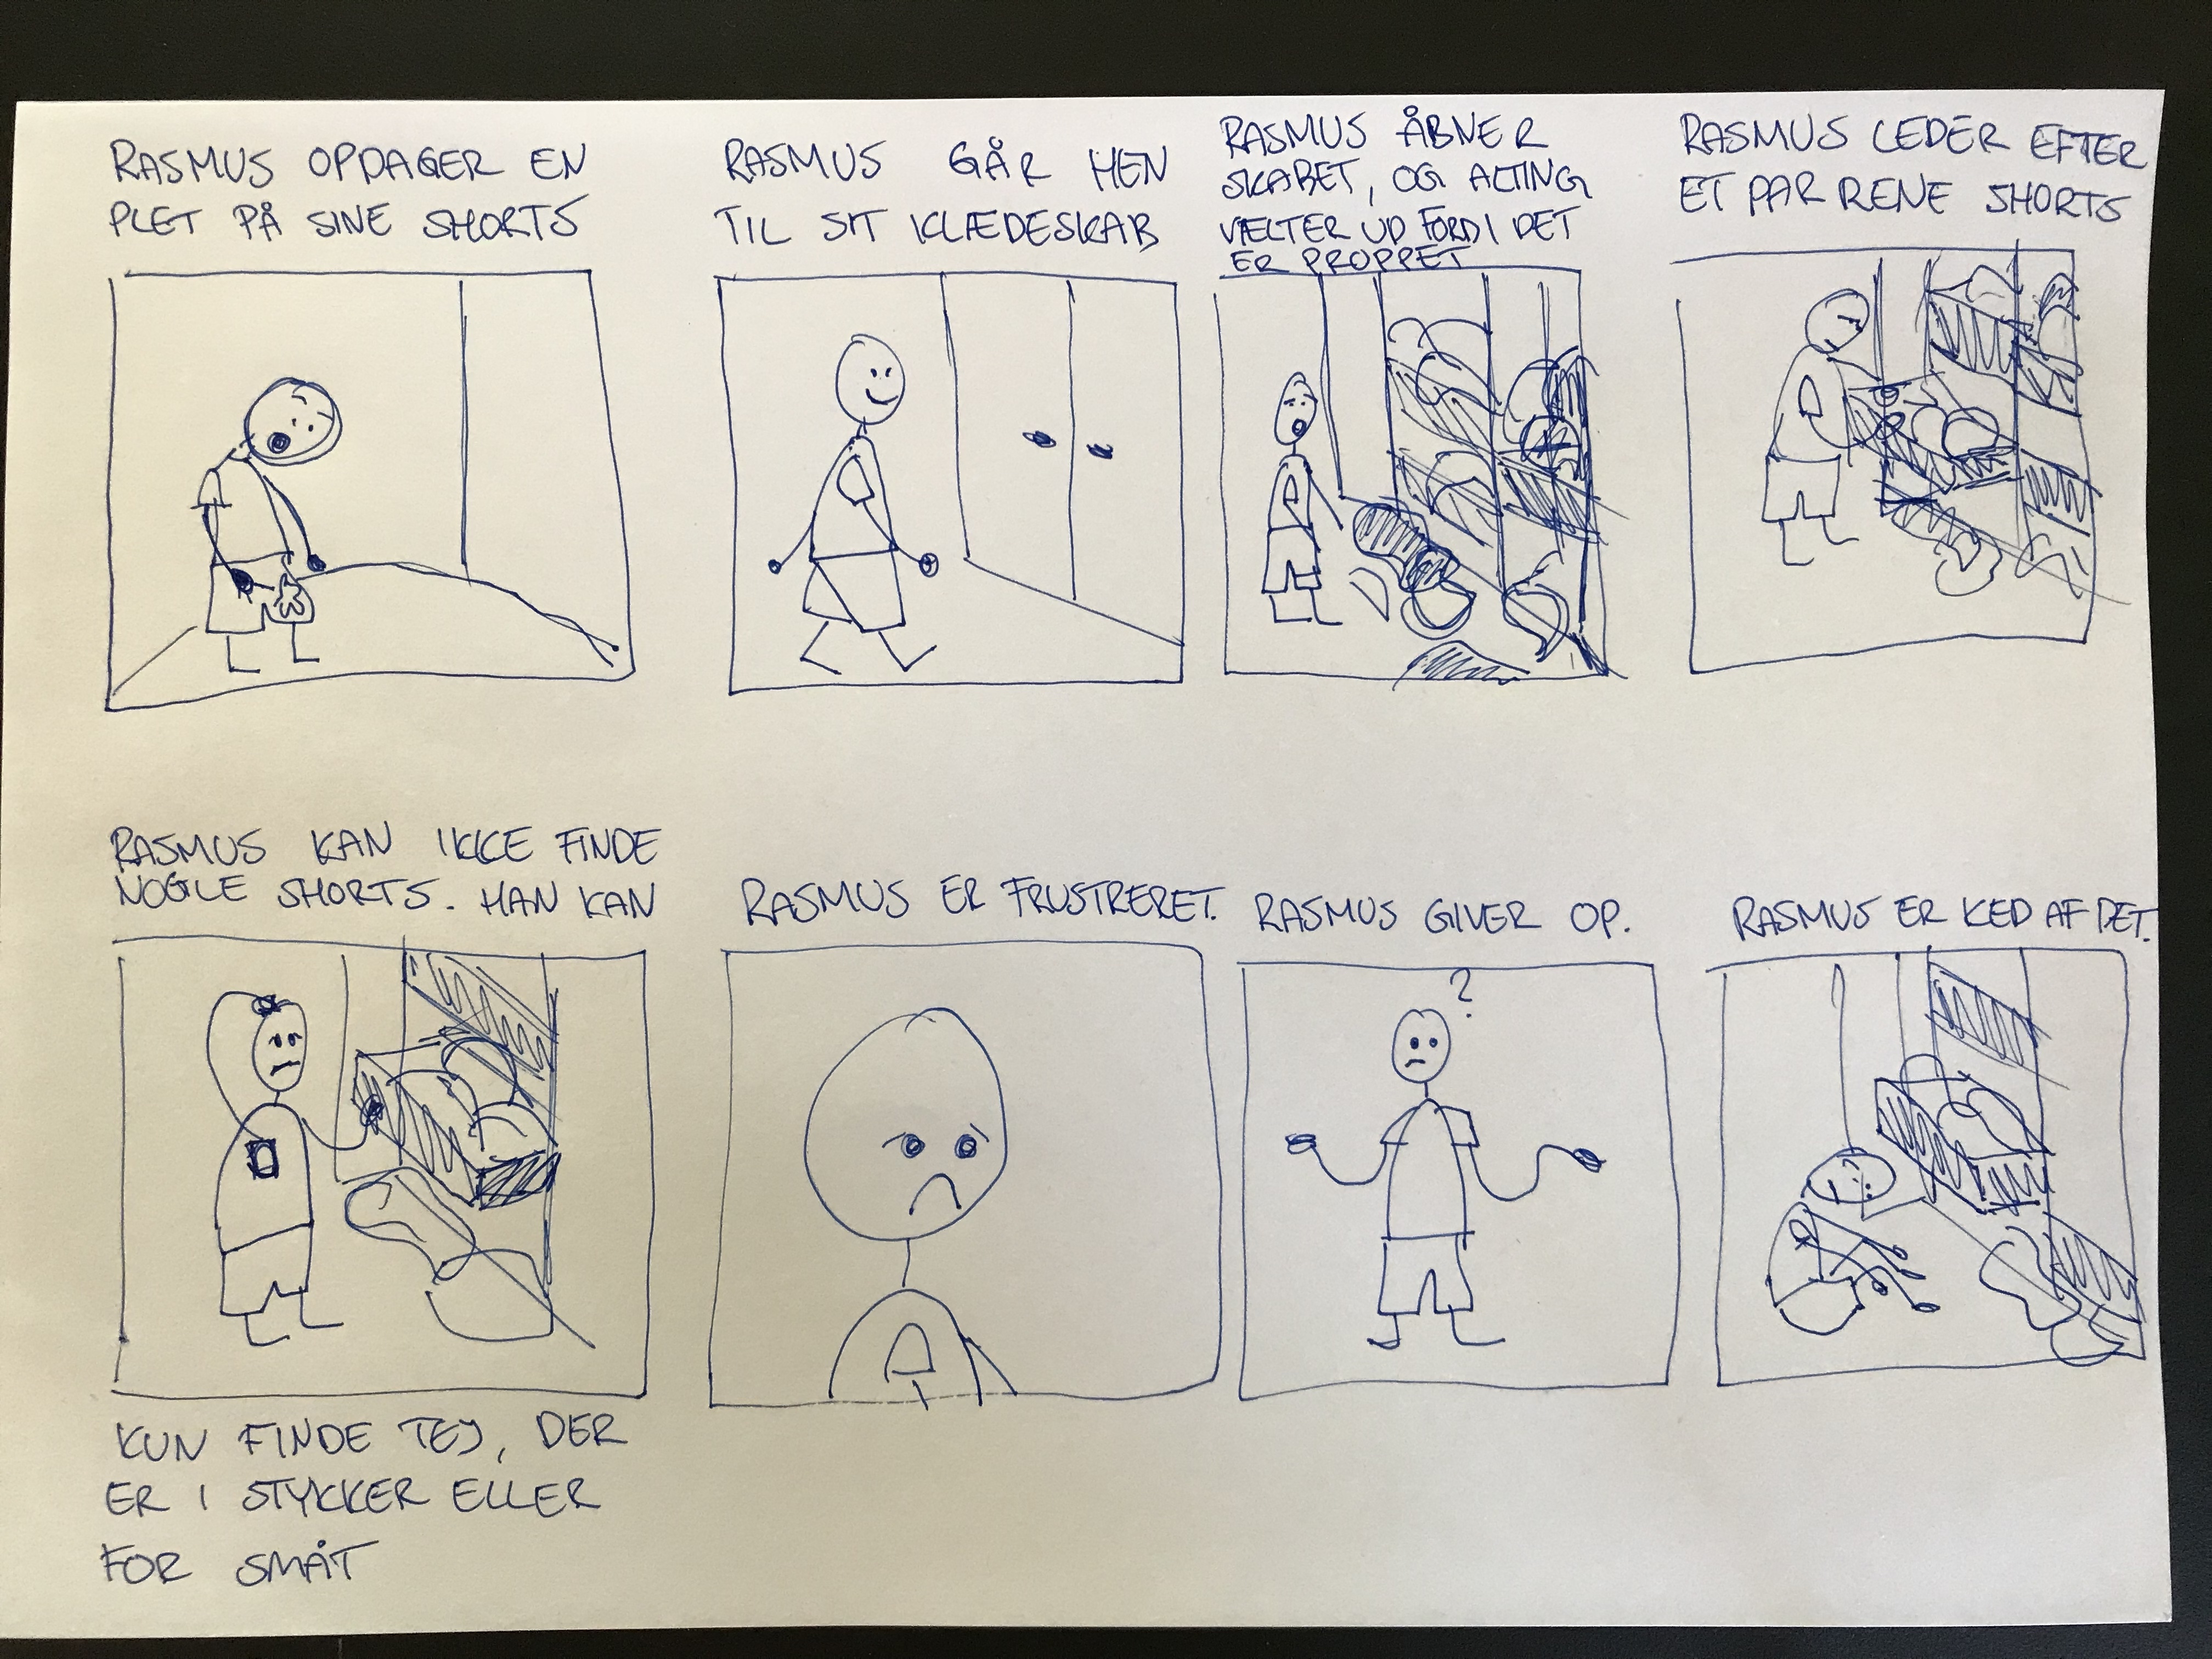 RASMUS OPDAGER EN
PLET PÅ SINE SHORTS
RASMUS GÅR HEN
TIL SIT KLÆDESKAB
RASMUS ÅBNER
SKABET, OG ALTING
VÆLTER UD FORDI DET
ER PROPPET
RASMUS LEDER EFTER
ET PAR RENE SHORTS
RASMUS KAN IKKE FINDE
NOGLE SHORTS. HAN KAN
KUN FINDE TØJ, DER
ER I STYKKER ELLER
FOR SMÅT
RASMUS ER FRUSTRERET.
RASMUS GIVER OP.
?
RASMUS ER KED AF DET.